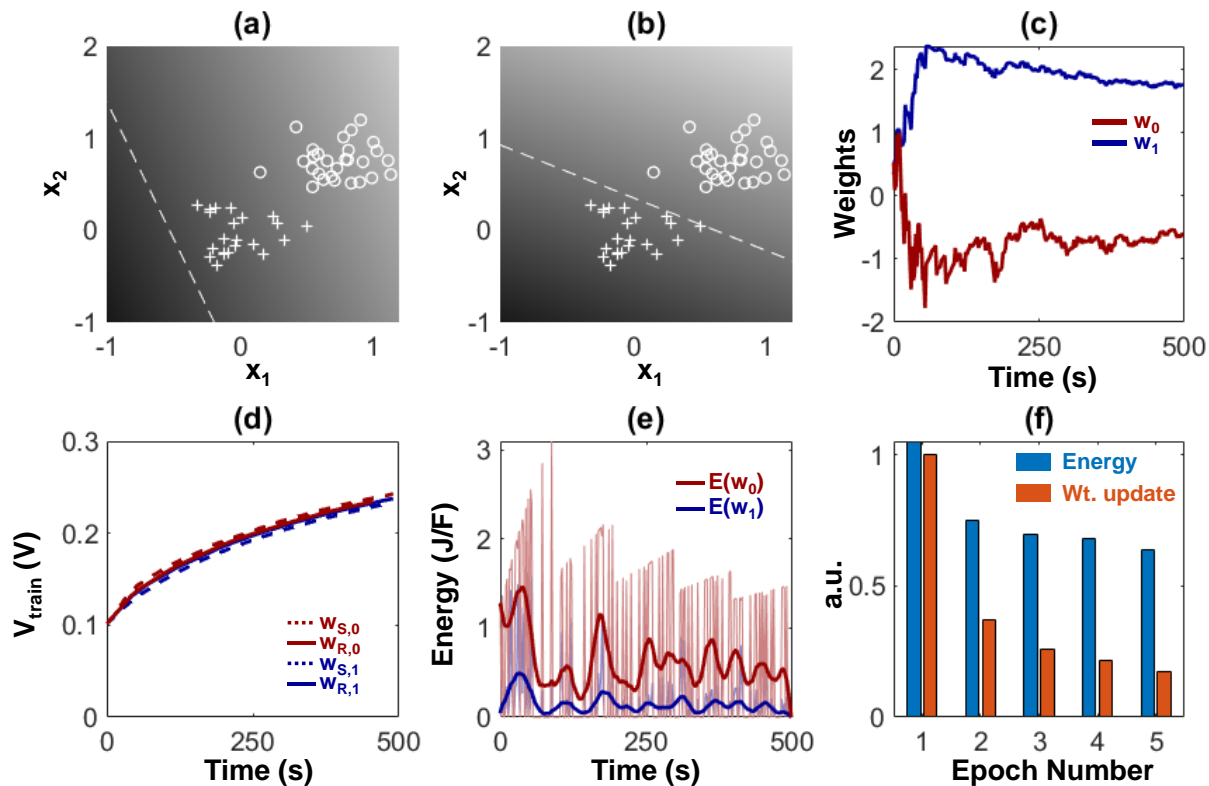 (a)
2
1
0
-1
x2
-1
0
1
x1
(b)
2
1
0
-1
x2
-1
0
1
x1
(c)
2
1
0
-1
-2
Weights
w0
w1
0
250
500
Time (s)
(d)
0.3
0.2
0.1
0
Vtrain (V)
wS,0
wR,0
wS,1
wR,1
0
250
500
Time (s)
(e)
3
2
1
0
Energy (J/F)
E(w0)
E(w1)
0
250
500
Time (s)
(f)
1
0.5
0
a.u.
Energy
Wt. update
1
2
3
4
5
Epoch Number